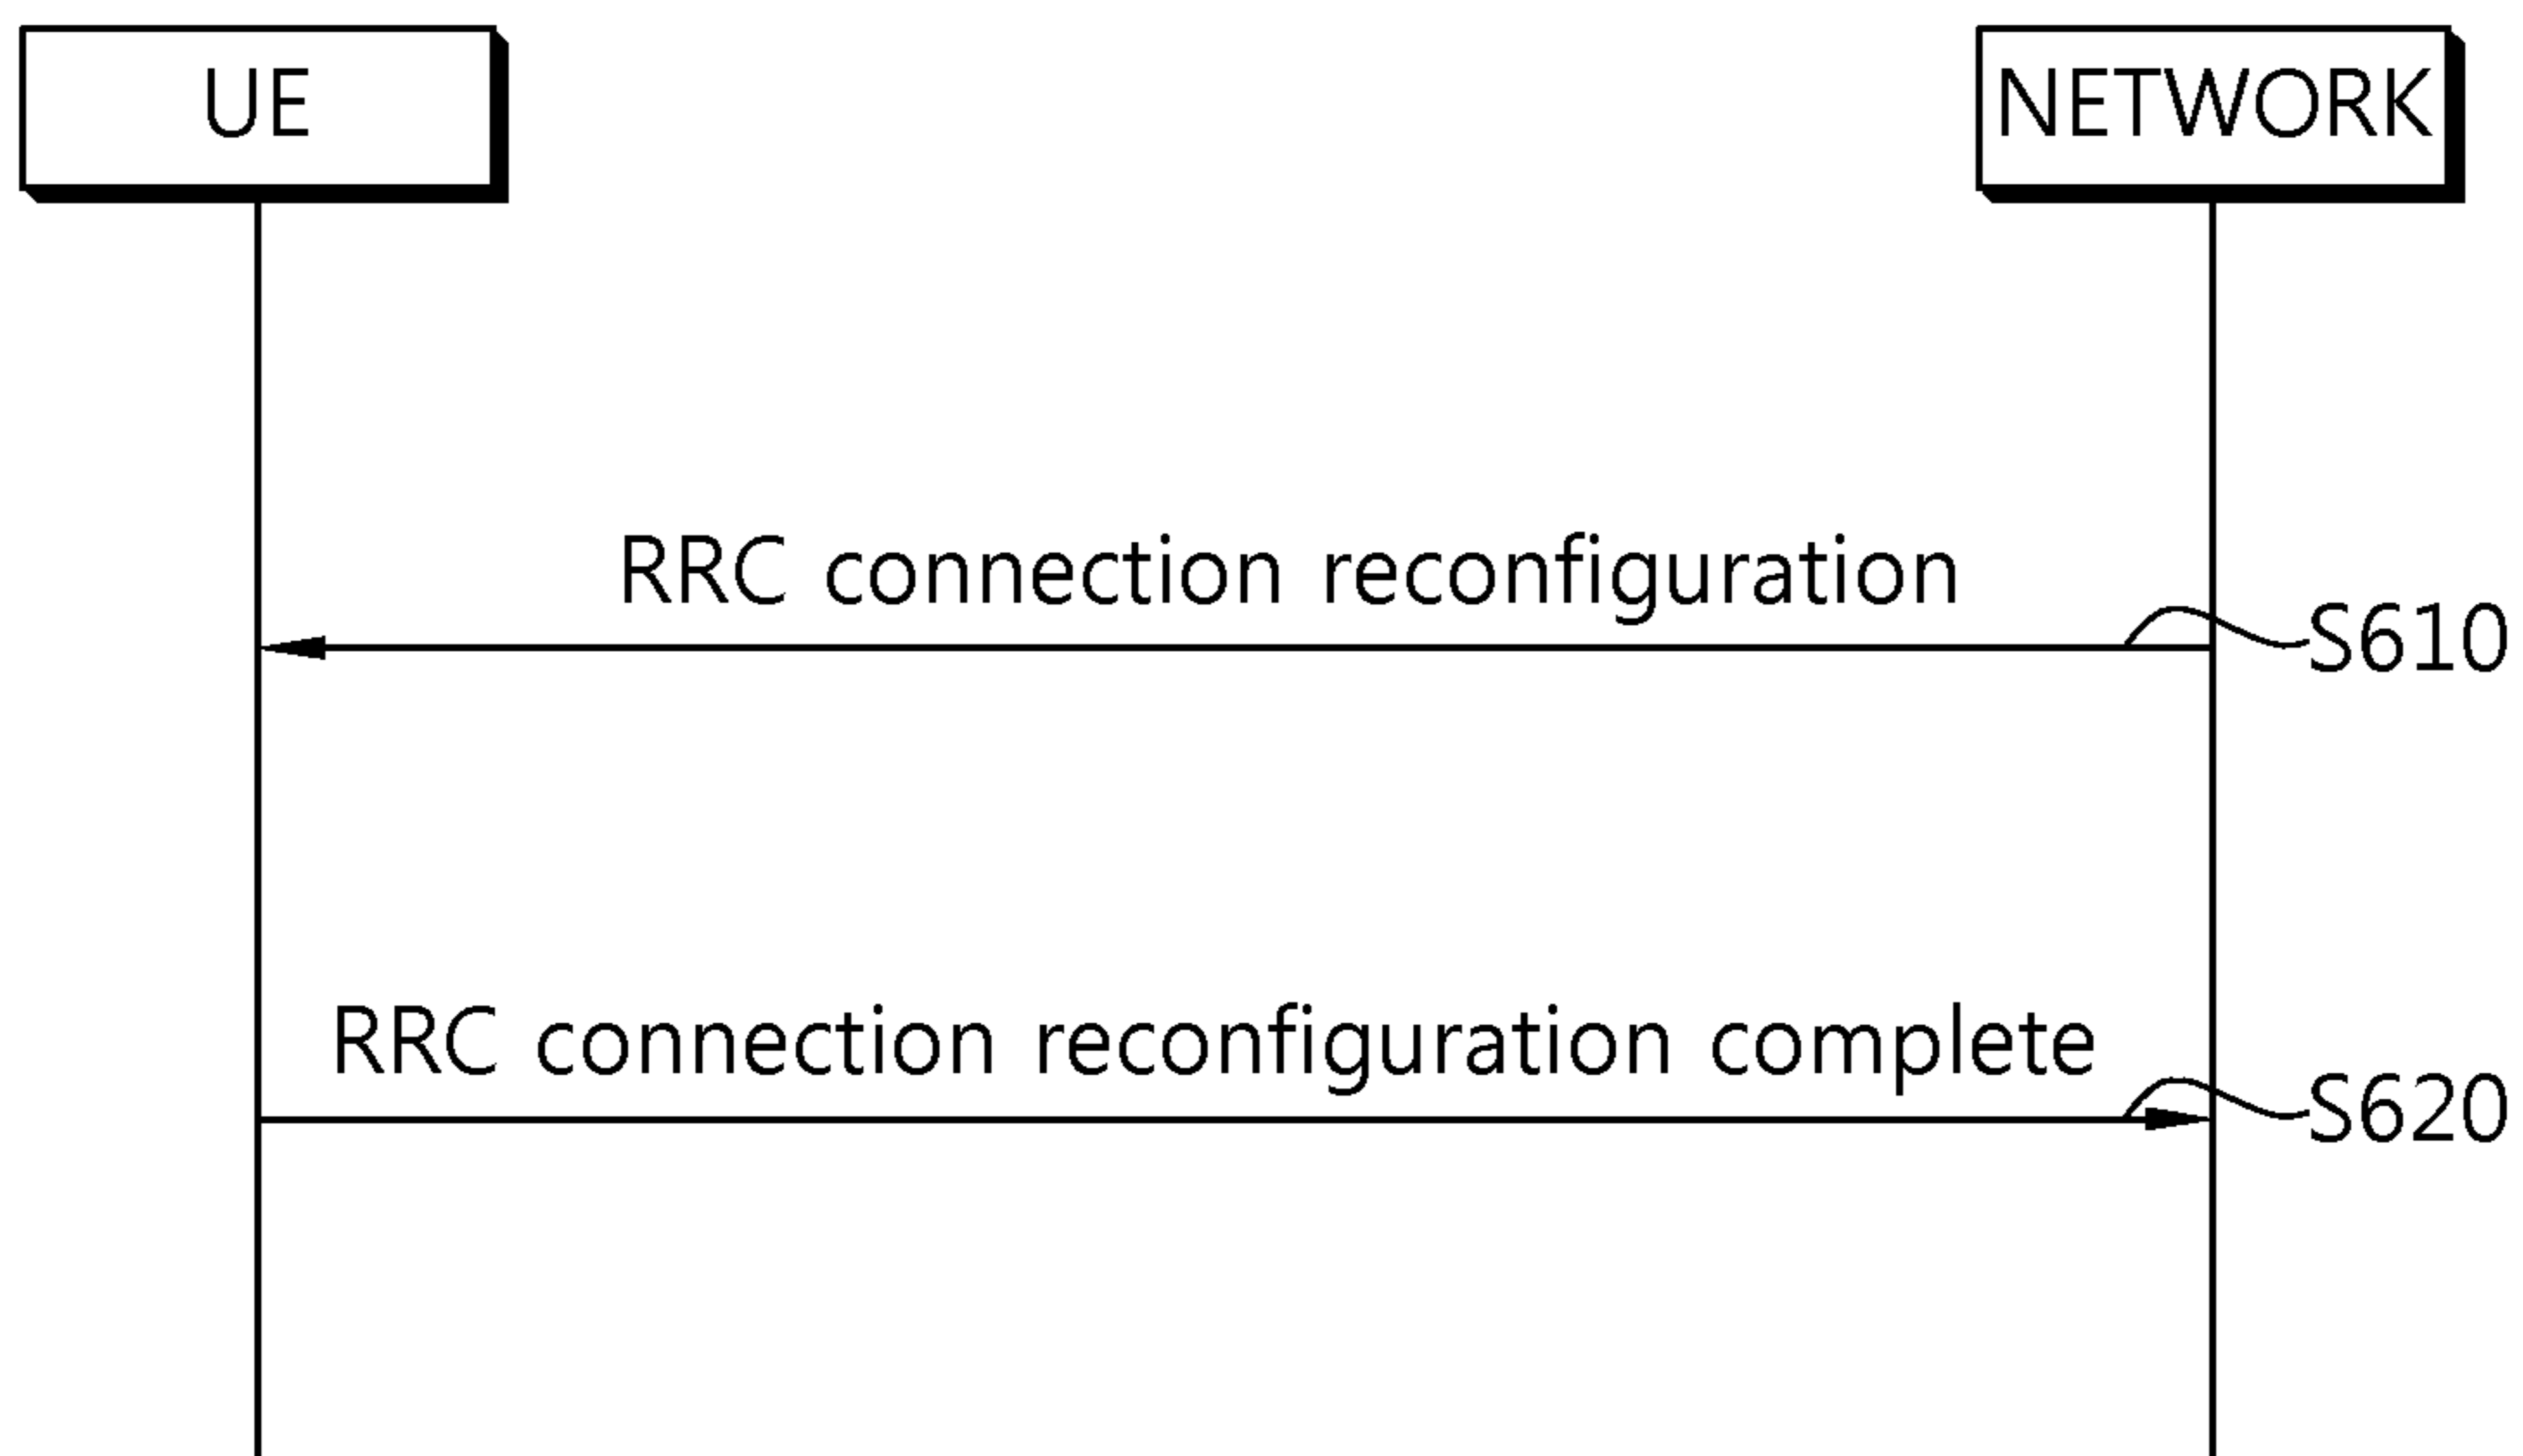 UE
NETWORK
RRC connection reconfiguration
S610
RRC connection reconfiguration complete
S620